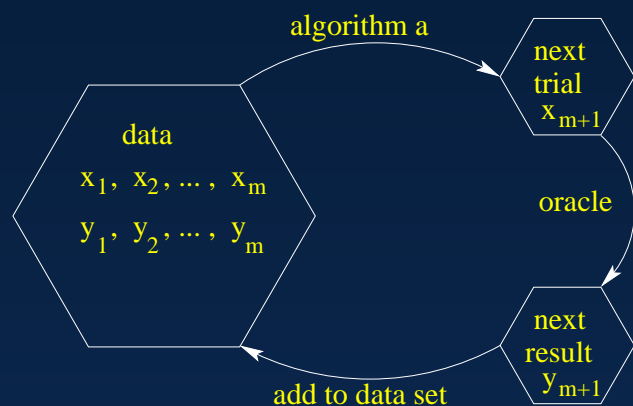 algorithm a
next
trial
x_{m+1}
data
x_1, x_2, ... , x_m
y_1, y_2, ... , y_m
oracle
next
result
y_{m+1}
add to data set